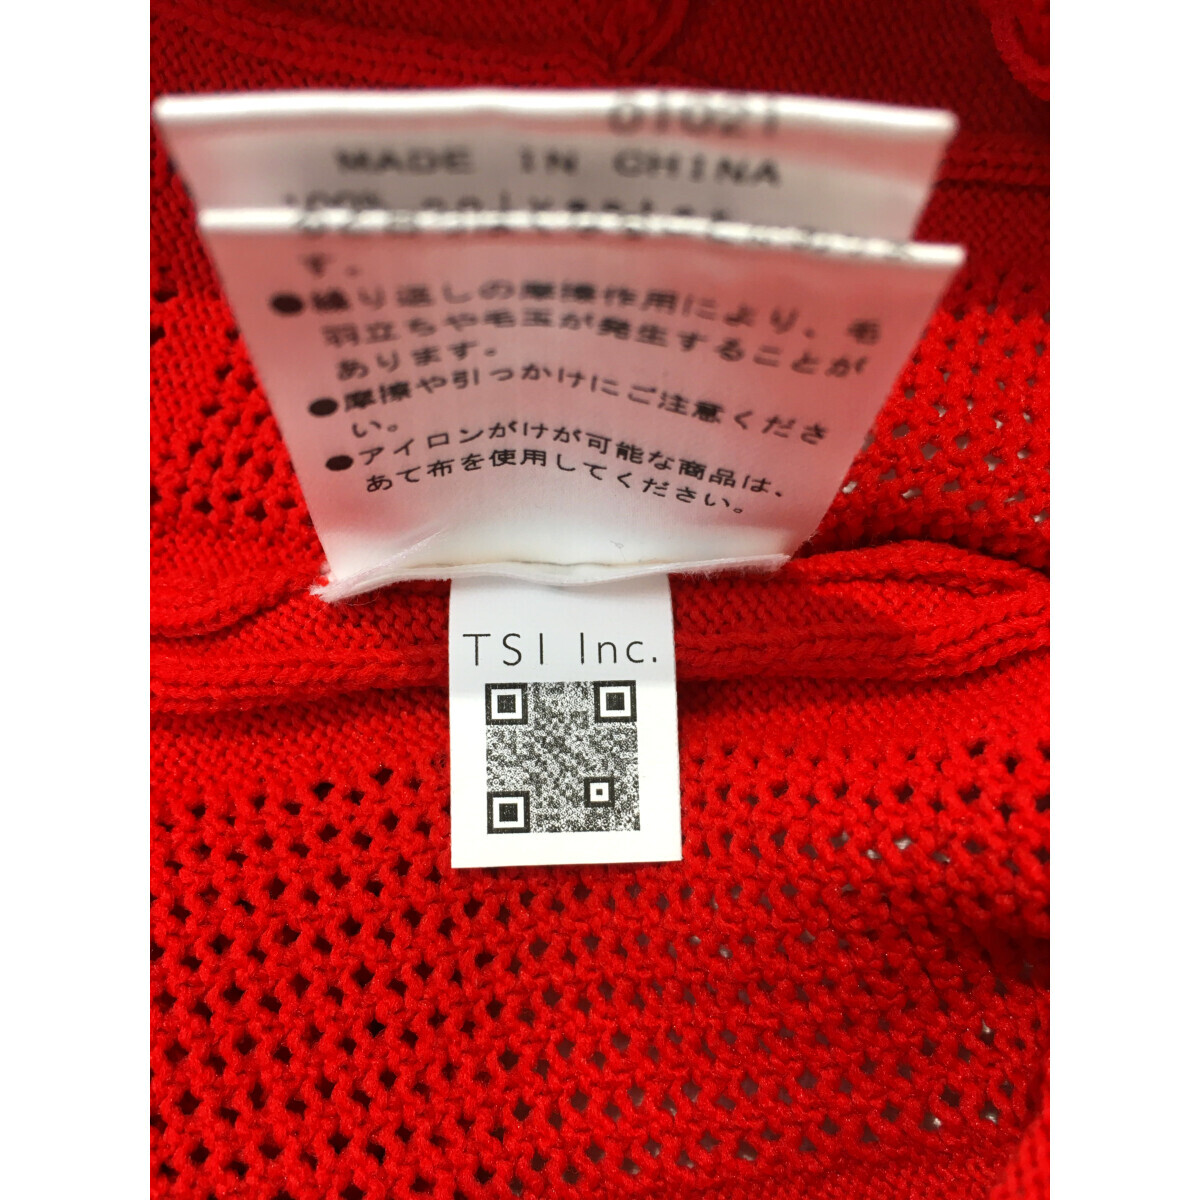 01021
MADE IN CHINA
100% polyester
す。
●繰り返しの摩擦作用により、毛
羽立ちや毛玉が発生することが
あります。
●摩擦や引っかけにご注意くださ
い。
●アイロンがけが可能な商品は、
あて布を使用してください。
TSI Inc.